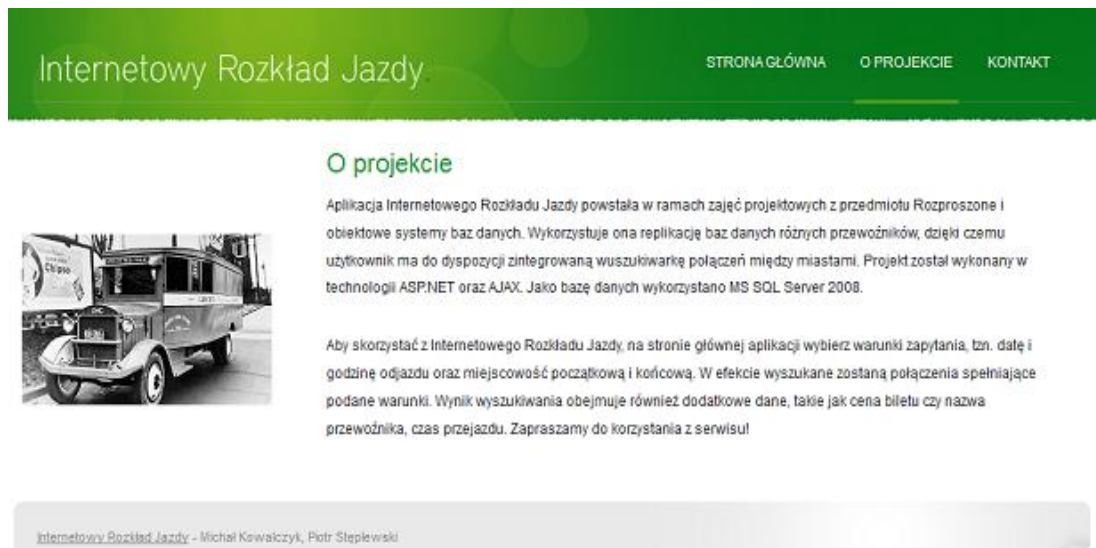 Internetowy Rozkład Jazdy.
STRONA GŁÓWNA
O PROJEKCIE
KONTAKT
O projekcie
Aplikacja Internetowego Rozkładu Jazdy powstała w ramach zajęć projektowych z przedmiotu Rozproszone i
obiektowe systemy baz danych. Wykorzystuje ona replikację baz danych różnych przewoźników, dzięki czemu
użytkownik ma do dyspozycji zintegrowaną wuszukiwarkę połączeń między miastami. Projekt został wykonany w
technologii ASP.NET oraz AJAX. Jako bazę danych wykorzystano MS SQL Server 2008.
Aby skorzystać z Internetowego Rozkładu Jazdy, na stronie głównej aplikacji wybierz warunki zapytania, tzn. datę i
godzinę odjazdu oraz miejscowość początkową i końcową. W efekcie wyszukane zostaną połączenia spełniające
podane warunki. Wynik wyszukiwania obejmuje również dodatkowe dane, takie jak cena biletu czy nazwa
przewoźnika, czas przejazdu. Zapraszamy do korzystania z serwisu!
Chipso
Internetowy Rozkład Jazdy - Michał Kowalczyk, Piotr Stęplewski